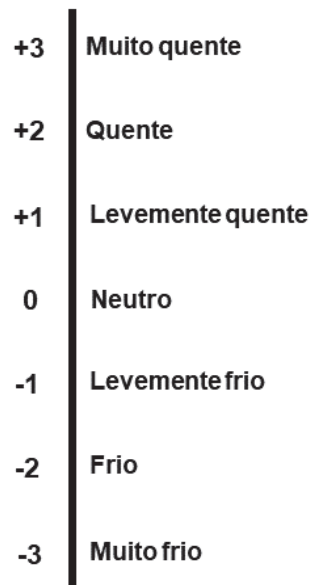 +3 Muito quente
+2 Quente
+1 Levemente quente
0 Neutro
-1 Levemente frio
-2 Frio
-3 Muito frio